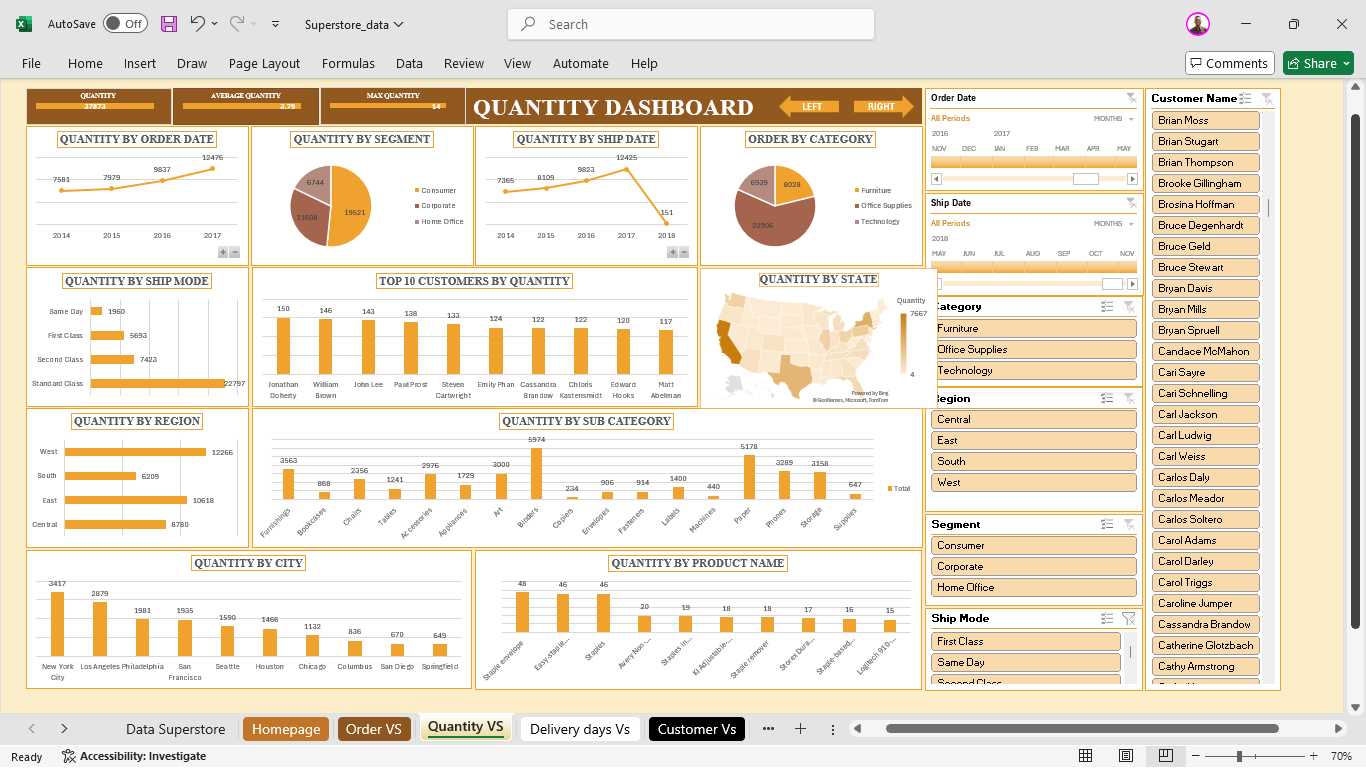 AutoSave Off Superstore_data Search
File Home Insert Draw Page Layout Formulas Data Review View Automate Help Comments Share
QUANTITY
37873
AVERAGE QUANTITY
3.79
MAX QUANTITY
14
QUANTITY DASHBOARD
LEFT
RIGHT
QUANTITY BY ORDER DATE
7581 7979 9837 12476
2014 2015 2016 2017
QUANTITY BY SEGMENT
6744
11608
19521
Consumer
Corporate
Home Office
QUANTITY BY SHIP DATE
7365 8109 9823 12425 151
2014 2015 2016 2017 2018
ORDER BY CATEGORY
6939
8028
22906
Furniture
Office Supplies
Technology
QUANTITY BY SHIP MODE
Same Day 1960
First Class 5693
Second Class 7423
Standard Class 22797
TOP 10 CUSTOMERS BY QUANTITY
150 146 143 138 133 124 122 122 120 117
Jonathan Doherty
William Brown
John Lee
Paul Prost
Steven Cartwright
Emily Phan
Cassandra Brandow
Chloris Kastensmidt
Edward Hooks
Matt Abelman
QUANTITY BY STATE
Quantity
7667
4
Powered by Bing
© GeoNames, Microsoft, TomTom
QUANTITY BY REGION
West 12266
South 6209
East 10618
Central 8780
QUANTITY BY SUB CATEGORY
3563 868 2356 1241 2976 1729 3000 5974 234 906 914 1400 440 5178 3289 3158 647
Furnishings Bookcases Chairs Tables Accessories Appliances Art Binders Copiers Envelopes Fasteners Labels Machines Paper Phones Storage Supplies
Total
QUANTITY BY CITY
3417 2879 1981 1935 1590 1466 1132 836 670 649
New York City
Los Angeles
Philadelphia
San Francisco
Seattle
Houston
Chicago
Columbus
San Diego
Springfield
QUANTITY BY PRODUCT NAME
48 46 46 20 19 18 18 17 16 15
Staple envelope
Easy-staple...
Staples
Avery Non-...
Staples in...
KI Adjustable-...
Staple remover
Storex Dura...
Staple-based...
Logitech 910-...
Order Date
All Periods MONTHS
2016 2017
NOV DEC JAN FEB MAR APR MAY
Ship Date
All Periods MONTHS
2018
MAY JUN JUL AUG SEP OCT NOV
Category
Furniture
Office Supplies
Technology
Region
Central
East
South
West
Segment
Consumer
Corporate
Home Office
Ship Mode
First Class
Same Day
Second Class
Customer Name
Brian Moss
Brian Stugart
Brian Thompson
Brooke Gillingham
Brosina Hoffman
Bruce Degenhardt
Bruce Geld
Bruce Stewart
Bryan Davis
Bryan Mills
Bryan Spruell
Candace McMahon
Cari Sayre
Cari Schnelling
Carl Jackson
Carl Ludwig
Carl Weiss
Carlos Daly
Carlos Meador
Carlos Soltero
Carol Adams
Carol Darley
Carol Triggs
Caroline Jumper
Cassandra Brandow
Catherine Glotzbach
Cathy Armstrong
Data Superstore Homepage Order VS Quantity VS Delivery days Vs Customer Vs
Ready Accessibility: Investigate 70%